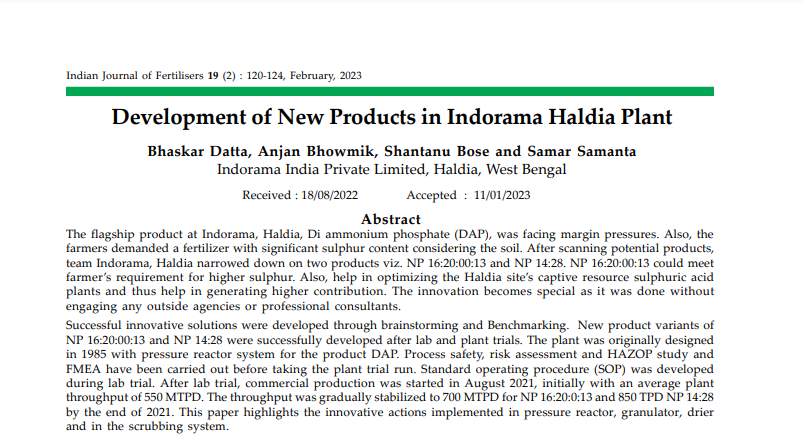 Indian Journal of Fertilisers 19 (2) : 120-124, February, 2023
Development of New Products in Indorama Haldia Plant
Bhaskar Datta, Anjan Bhowmik, Shantanu Bose and Samar Samanta
Indorama India Private Limited, Haldia, West Bengal
Received : 18/08/2022 Accepted : 11/01/2023
Abstract
The flagship product at Indorama, Haldia, Di ammonium phosphate (DAP), was facing margin pressures. Also, the
farmers demanded a fertilizer with significant sulphur content considering the soil. After scanning potential products,
team Indorama, Haldia narrowed down on two products viz. NP 16:20:00:13 and NP 14:28. NP 16:20:00:13 could meet
farmer's requirement for higher sulphur. Also, help in optimizing the Haldia site's captive resource sulphuric acid
plants and thus help in generating higher contribution. The innovation becomes special as it was done without
engaging any outside agencies or professional consultants.
Successful innovative solutions were developed through brainstorming and Benchmarking. New product variants of
NP 16:20:00:13 and NP 14:28 were successfully developed after lab and plant trials. The plant was originally designed
in 1985 with pressure reactor system for the product DAP. Process safety, risk assessment and HAZOP study and
FMEA have been carried out before taking the plant trial run. Standard operating procedure (SOP) was developed
during lab trial. After lab trial, commercial production was started in August 2021, initially with an average plant
throughput of 550 MTPD. The throughput was gradually stabilized to 700 MTPD for NP 16:20:0:13 and 850 TPD NP 14:28
by the end of 2021. This paper highlights the innovative actions implemented in pressure reactor, granulator, drier
and in the scrubbing system.